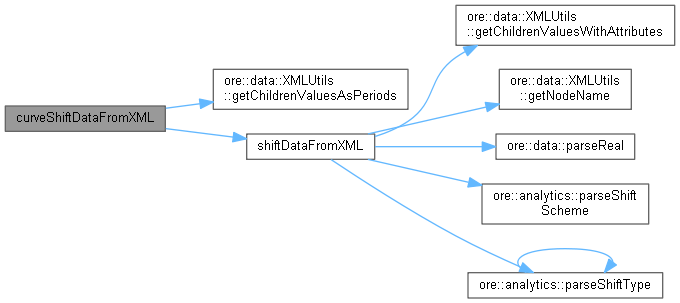 ore::data::XMLUtils
::getChildrenValuesWithAttributes
ore::data::XMLUtils
::getChildrenValuesAsPeriods
ore::data::XMLUtils
::getNodeName
curveShiftDataFromXML
shiftDataFromXML
ore::data::parseReal
ore::analytics::parseShift
Scheme
ore::analytics::parseShiftType